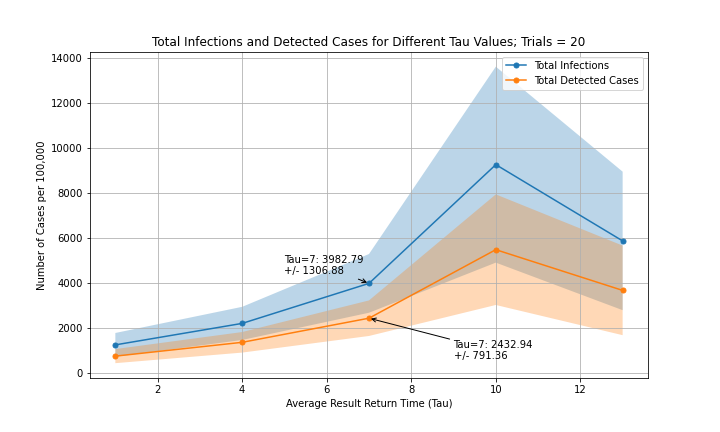 Total Infections and Detected Cases for Different Tau Values; Trials = 20
Total Infections
Total Detected Cases
Number of Cases per 100,000
14000
12000
10000
8000
6000
4000
2000
0
Tau=7: 3982.79
+/- 1306.88
Tau=7: 2432.94
+/- 791.36
2
4
6
8
10
12
Average Result Return Time (Tau)